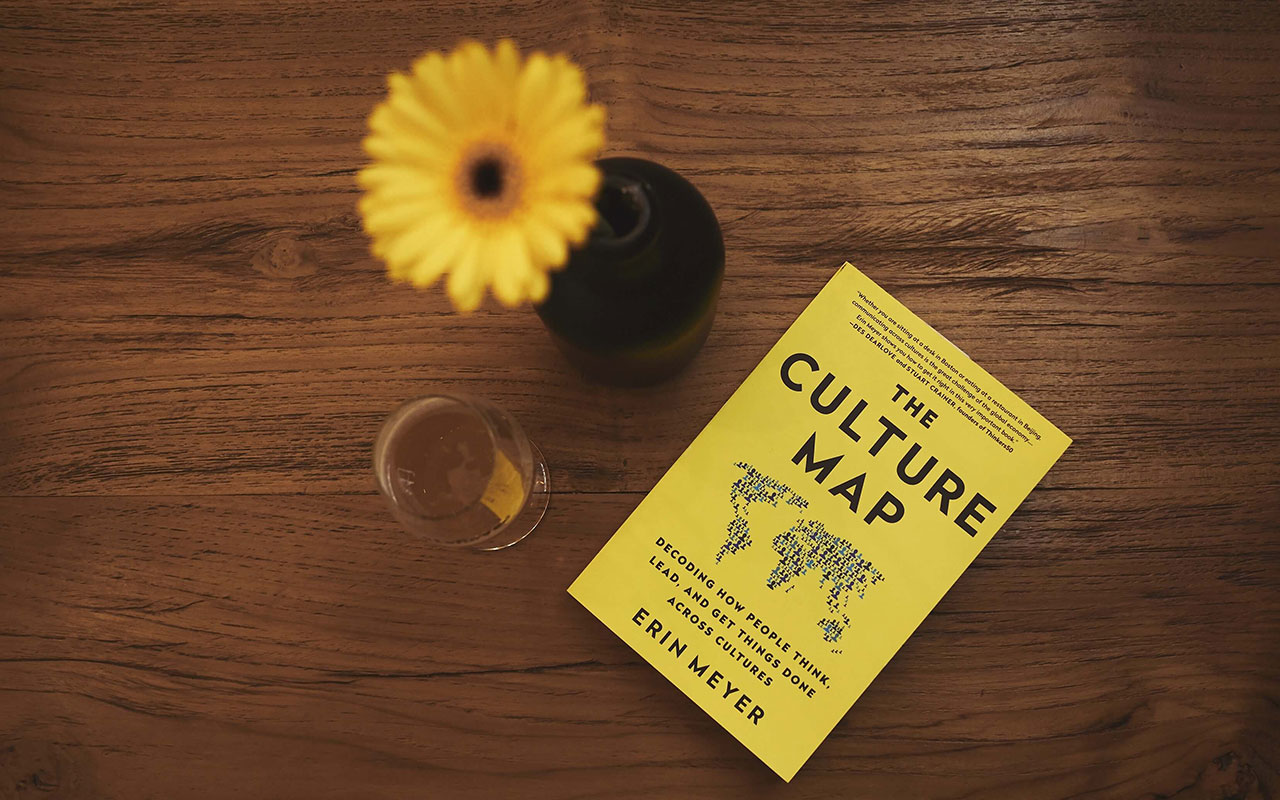 "Whether you are sitting at a desk in Boston or eating at a restaurant in Beijing,
communicating across cultures is the great challenge of the global economy—
Erin Meyer shows you how to get it right in this very important book."
—DES DEARLOVE and STUART CRAINER, founders of Thinkers50
THE
CULTURE
MAP
DECODING HOW PEOPLE THINK,
LEAD, AND GET THINGS DONE
ACROSS CULTURES
ERIN MEYER